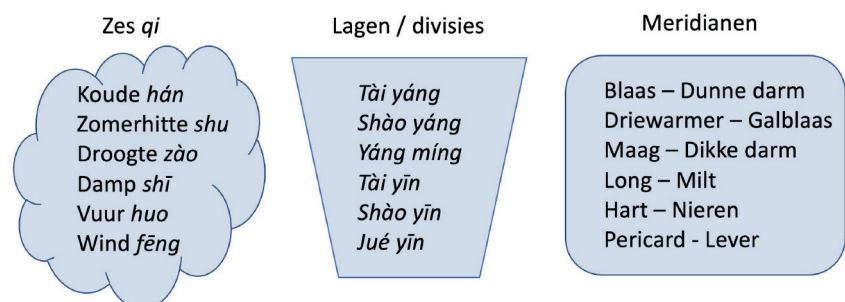 Zes qi
Koude hán
Zomerhitte shu
Droogte zào
Damp shī
Vuur huo
Wind fēng
Lagen / divisies
Tài yáng
Shào yáng
Yáng míng
Tài yīn
Shào yīn
Jué yīn
Meridianen
Blaas – Dunne darm
Driewarmer – Galblaas
Maag – Dikke darm
Long – Milt
Hart – Nieren
Pericard - Lever